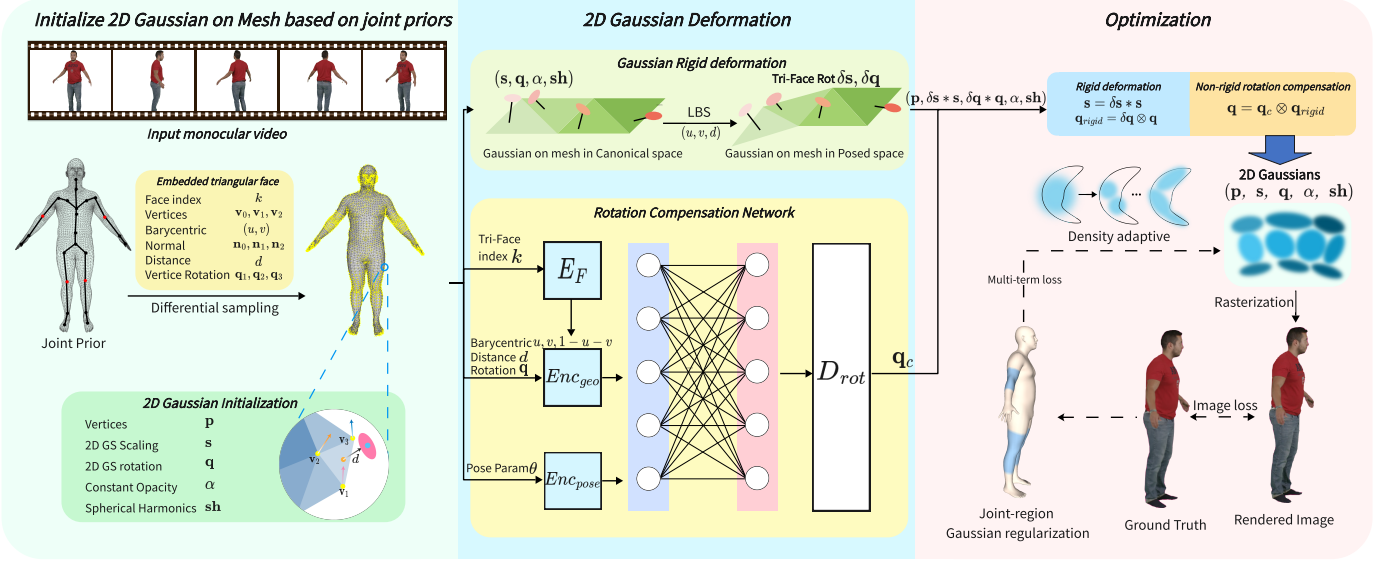 Initialize 2D Gaussian on Mesh based on joint priors
Input monocular video
Joint Prior
Embedded triangular face
Face index k
Vertices v₀, v₁, v₂
Barycentric (u, v)
Normal n₀, n₁, n₂
Distance d
Vertice Rotation q₁, q₂, q₃
Differential sampling
2D Gaussian Initialization
Vertices p
2D GS Scaling s
2D GS rotation q
Constant Opacity α
Spherical Harmonics sh
v₃
v₂
d
v₁
2D Gaussian Deformation
Gaussian Rigid deformation
(s, q, α, sh)
Tri-Face Rot δs, δq
LBS
(u, v, d)
Gaussian on mesh in Canonical space
Gaussian on mesh in Posed space
(p, δs * s, δq * q, α, sh)
Rotation Compensation Network
Tri-Face
index k
E_F
Barycentric u, v, 1 − u − v
Distance d
Rotation q
Enc_geo
Pose Param θ
Enc_pose
D_rot
q_c
Optimization
Rigid deformation
s = δs * s
q_rigid = δq ⊗ q
Non-rigid rotation compensation
q = q_c ⊗ q_rigid
2D Gaussians
(p, s, q, α, sh)
...
Density adaptive
Multi-term loss
Rasterization
Image loss
Joint-region
Gaussian regularization
Ground Truth
Rendered Image